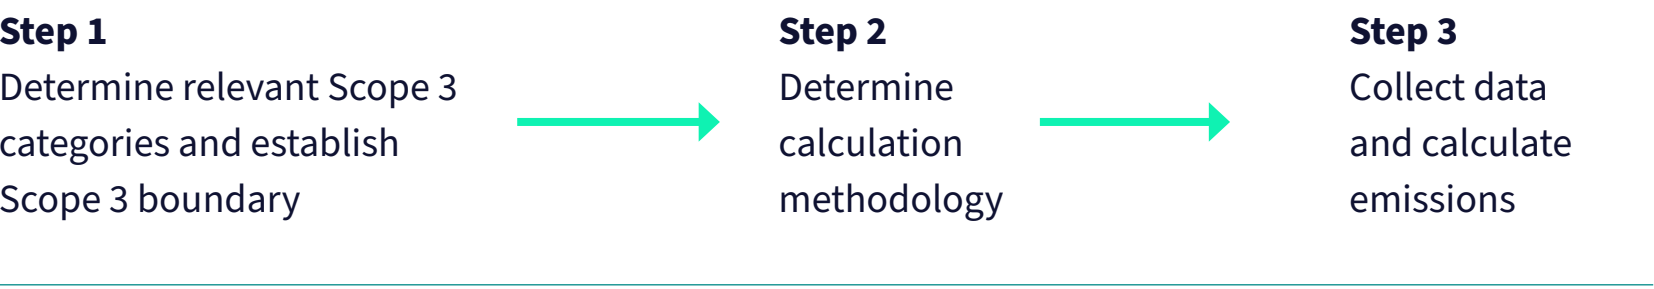 Step 1
Determine relevant Scope 3
categories and establish
Scope 3 boundary
Step 2
Determine
calculation
methodology
Step 3
Collect data
and calculate
emissions